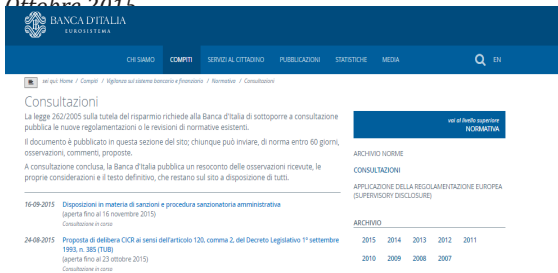 Ottobre 2015
BANCA D'ITALIA
EUROSISTEMA
CHI SIAMO COMPITI SERVIZI AL CITTADINO PUBBLICAZIONI STATISTICHE MEDIA EN
sei qui: Home / Compiti / Vigilanza sul sistema bancario e finanziario / Normativa / Consultazioni
Consultazioni
La legge 262/2005 sulla tutela del risparmio richiede alla Banca d'Italia di sottoporre a consultazione
pubblica le nuove regolamentazioni o le revisioni di normative esistenti.
Il documento è pubblicato in questa sezione del sito; chiunque può inviare, di norma entro 60 giorni,
osservazioni, commenti, proposte.
A consultazione conclusa, la Banca d'Italia pubblica un resoconto delle osservazioni ricevute, le
proprie considerazioni e il testo definitivo, che restano sul sito a disposizione di tutti.
16-09-2015 Disposizioni in materia di sanzioni e procedura sanzionatoria amministrativa
(aperta fino al 16 novembre 2015)
Consultazione in corso
24-08-2015 Proposta di delibera CICR ai sensi dell'articolo 120, comma 2, del Decreto Legislativo 1° settembre
1993, n. 385 (TUB)
(aperta fino al 23 ottobre 2015)
Consultazione in corso
vai al livello superiore
NORMATIVA
ARCHIVIO NORME
CONSULTAZIONI
APPLICAZIONE DELLA REGOLAMENTAZIONE EUROPEA
(SUPERVISORY DISCLOSURE)
ARCHIVIO
2015 2014 2013 2012 2011
2010 2009 2008 2007